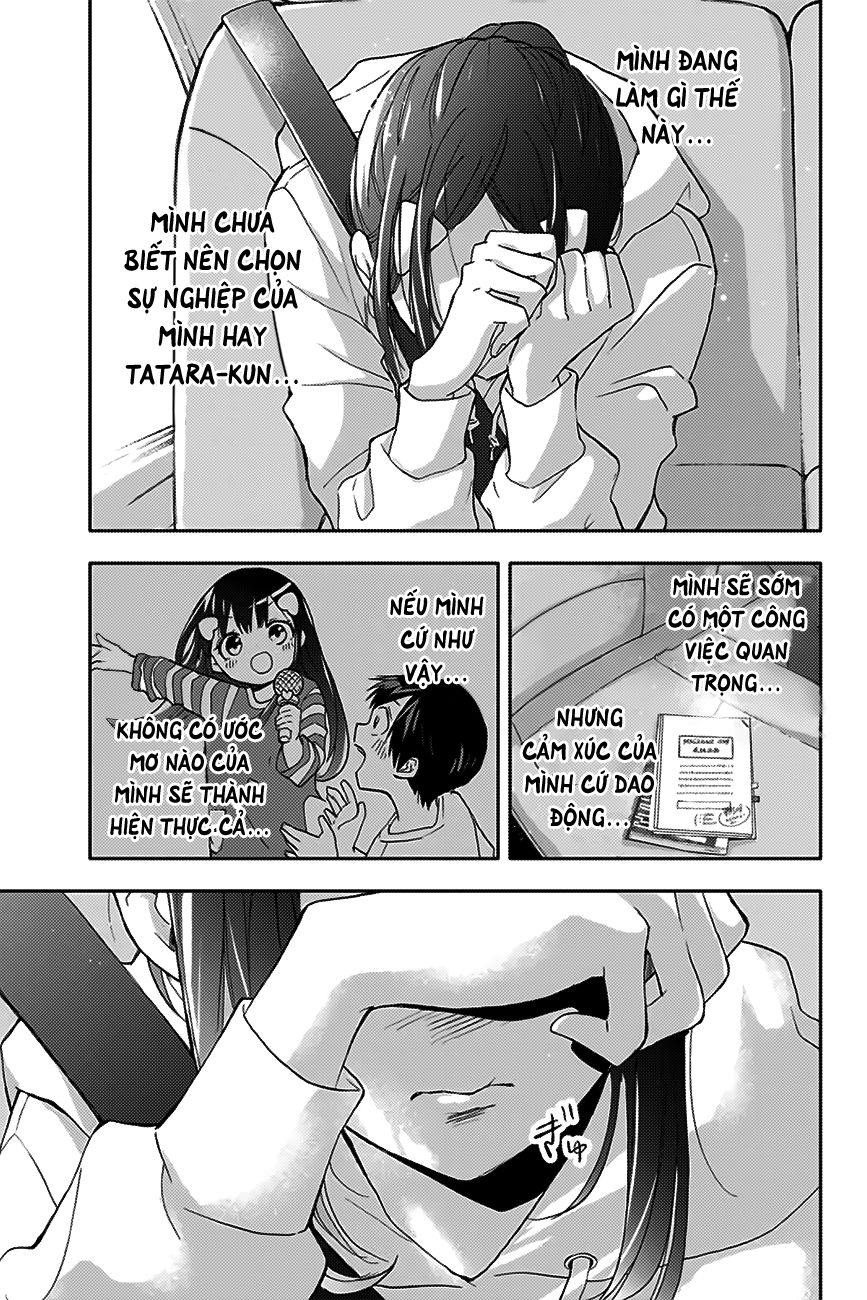 MÌNH ĐANG
LÀM GÌ THẾ
NÀY...
MÌNH CHƯA
BIẾT NÊN CHỌN
SỰ NGHIỆP CỦA
MÌNH HAY
TATARA-KUN...
MÌNH SẼ SỚM
CÓ MỘT CÔNG
VIỆC QUAN
TRỌNG...
NHƯNG
CẢM XÚC CỦA
MÌNH CỨ DAO
ĐỘNG...
NẾU MÌNH
CỨ NHƯ
VẬY...
KHÔNG CÓ ƯỚC
MƠ NÀO CỦA
MÌNH SẼ THÀNH
HIỆN THỰC CẢ...
ぎゅ